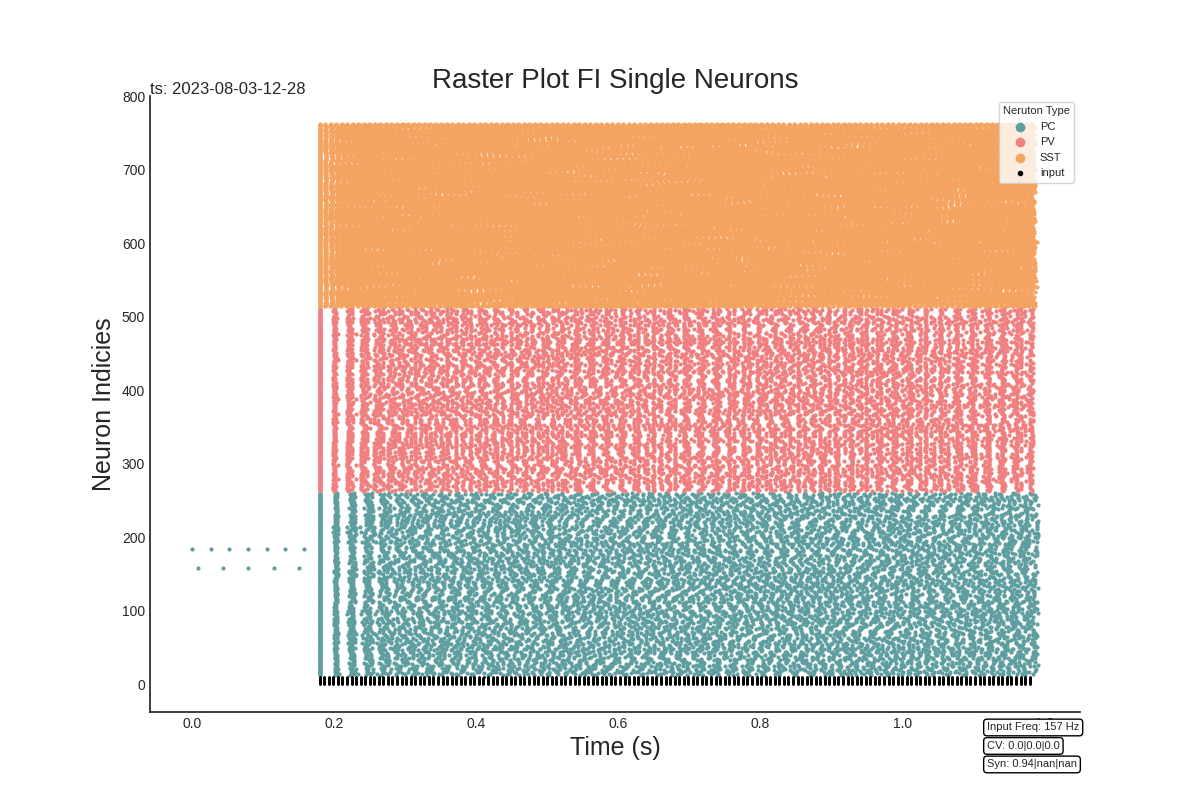 Raster Plot FI Single Neurons
ts: 2023-08-03-12-28
Neruton Type
PC
PV
SST
input
Neuron Indicies
800
700
600
500
400
300
200
100
0
0.0
0.2
0.4
0.6
0.8
1.0
Time (s)
Input Freq: 157 Hz
CV: 0.0|0.0|0.0
Syn: 0.94|nan|nan